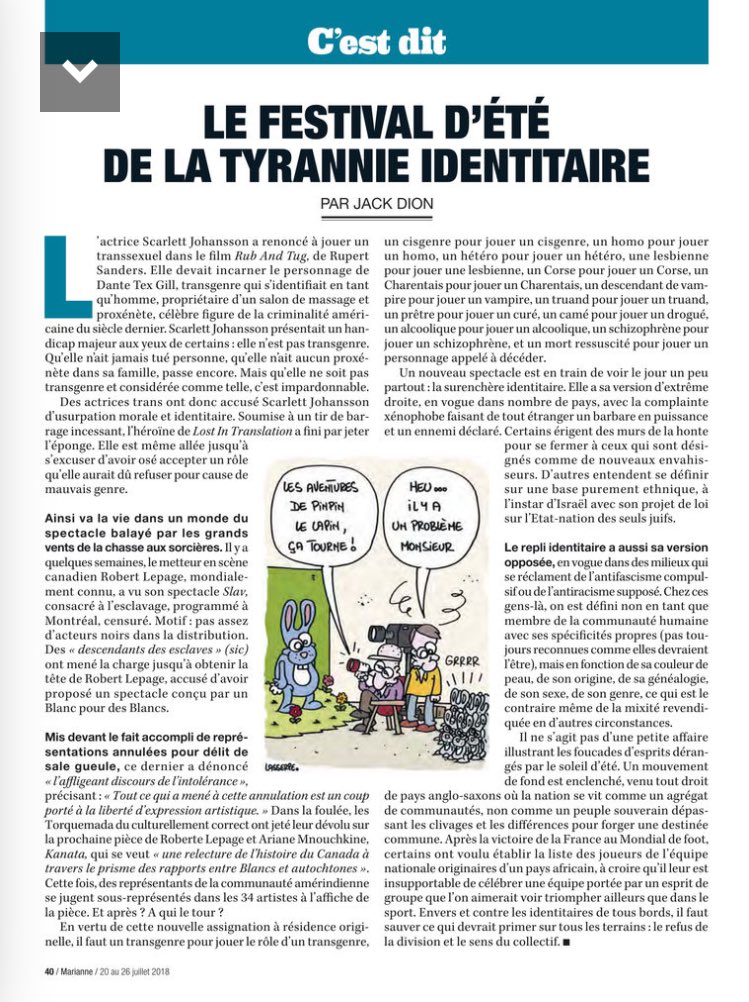 C'est dit
LE FESTIVAL D'ÉTÉ
DE LA TYRANNIE IDENTITAIRE
PAR JACK DION
L'actrice Scarlett Johansson a renoncé à jouer un
transsexuel dans le film Rub And Tug, de Rupert
Sanders. Elle devait incarner le personnage de
Dante Tex Gill, transgenre qui s'identifiait en tant
qu'homme, propriétaire d'un salon de massage et
proxénète, célèbre figure de la criminalité améri-
caine du siècle dernier. Scarlett Johansson présentait un han-
dicap majeur aux yeux de certains : elle n'est pas transgenre.
Qu'elle n'ait jamais tué personne, qu'elle n'ait aucun proxé-
nète dans sa famille, passe encore. Mais qu'elle ne soit pas
transgenre et considérée comme telle, c'est impardonnable.
Des actrices trans ont donc accusé Scarlett Johansson
d'usurpation morale et identitaire. Soumise à un tir de bar-
rage incessant, l'héroïne de Lost In Translation a fini par jeter
l'éponge. Elle est même allée jusqu'à
s'excuser d'avoir osé accepter un rôle
qu'elle aurait dû refuser pour cause de
mauvais genre.
Ainsi va la vie dans un monde du
spectacle balayé par les grands
vents de la chasse aux sorcières. Il y a
quelques semaines, le metteur en scène
canadien Robert Lepage, mondiale-
ment connu, a vu son spectacle Slav,
consacré à l'esclavage, programmé à
Montréal, censuré. Motif : pas assez
d'acteurs noirs dans la distribution.
Des « descendants des esclaves » (sic)
ont mené la charge jusqu'à obtenir la
tête de Robert Lepage, accusé d'avoir
proposé un spectacle conçu par un
Blanc pour des Blancs.
Mis devant le fait accompli de repré-
sentations annulées pour délit de
sale gueule, ce dernier a dénoncé
« l'affligeant discours de l'intolérance »,
précisant : « Tout ce qui a mené à cette annulation est un coup
porté à la liberté d'expression artistique. » Dans la foulée, les
Torquemada du culturellement correct ont jeté leur dévolu sur
la prochaine pièce de Roberte Lepage et Ariane Mnouchkine,
Kanata, qui se veut « une relecture de l'histoire du Canada à
travers le prisme des rapports entre Blancs et autochtones ».
Cette fois, des représentants de la communauté amérindienne
se jugent sous-représentés dans les 34 artistes à l'affiche de
la pièce. Et après ? A qui le tour ?
En vertu de cette nouvelle assignation à résidence origi-
nelle, il faut un transgenre pour jouer le rôle d'un transgenre,
un cisgenre pour jouer un cisgenre, un homo pour jouer
un homo, un hétéro pour jouer un hétéro, une lesbienne
pour jouer une lesbienne, un Corse pour jouer un Corse, un
Charentais pour jouer un Charentais, un descendant de vam-
pire pour jouer un vampire, un truand pour jouer un truand,
un prêtre pour jouer un curé, un camé pour jouer un drogué,
un alcoolique pour jouer un alcoolique, un schizophrène pour
jouer un schizophrène, et un mort ressuscité pour jouer un
personnage appelé à décéder.
Un nouveau spectacle est en train de voir le jour un peu
partout : la surenchère identitaire. Elle a sa version d'extrême
droite, en vogue dans nombre de pays, avec la complainte
xénophobe faisant de tout étranger un barbare en puissance
et un ennemi déclaré. Certains érigent des murs de la honte
pour se fermer à ceux qui sont dési-
gnés comme de nouveaux envahis-
seurs. D'autres entendent se définir
sur une base purement ethnique, à
l'instar d'Israël avec son projet de loi
sur l'Etat-nation des seuls juifs.
Le repli identitaire a aussi sa version
opposée, en vogue dans des milieux qui
se réclament de l'antifascisme compul-
sif ou de l'antiracisme supposé. Chez ces
gens-là, on est défini non en tant que
membre de la communauté humaine
avec ses spécificités propres (pas tou-
jours reconnues comme elles devraient
l'être), mais en fonction de sa couleur de
peau, de son origine, de sa généalogie,
de son sexe, de son genre, ce qui est le
contraire même de la mixité revendi-
quée en d'autres circonstances.
Il ne s'agit pas d'une petite affaire
illustrant les foucades d'esprits déran-
gés par le soleil d'été. Un mouvement
de fond est enclenché, venu tout droit
de pays anglo-saxons où la nation se vit comme un agrégat
de communautés, non comme un peuple souverain dépas-
sant les clivages et les différences pour forger une destinée
commune. Après la victoire de la France au Mondial de foot,
certains ont voulu établir la liste des joueurs de l'équipe
nationale originaires d'un pays africain, à croire qu'il leur est
insupportable de célébrer une équipe portée par un esprit de
groupe que l'on aimerait voir triompher ailleurs que dans le
sport. Envers et contre les identitaires de tous bords, il faut
sauver ce qui devrait primer sur tous les terrains : le refus de
la division et le sens du collectif. ■
LES AVENTURES
DE PINPIN
LE LAPIN,
ÇA TOURNE !
HEU...
IL Y A
UN PROBLÈME
MONSIEUR
GRRRR
LASSERPE.
40 / Marianne / 20 au 26 juillet 2018